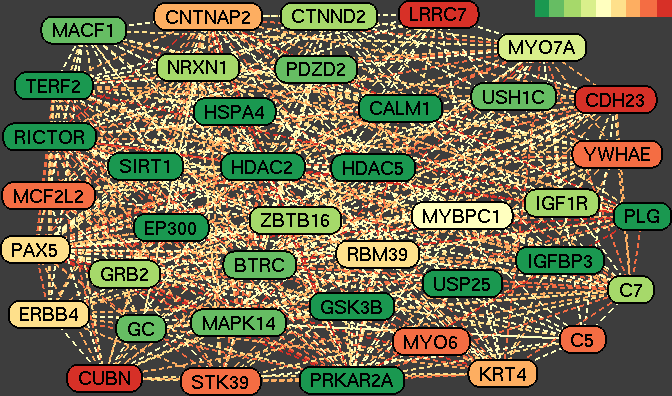 CNTNAP2
CTNND2
LRRC7
MACF1
MYO7A
NRXN1
PDZD2
TERF2
USH1C
CDH23
HSPA4
CALM1
RICTOR
YWHAE
SIRT1
HDAC2
HDAC5
MCF2L2
IGF1R
MYBPC1
PLG
ZBTB16
EP300
PAX5
RBM39
IGFBP3
BTRC
GRB2
USP25
C7
GSK3B
ERBB4
MAPK14
GC
MYO6
C5
CUBN
STK39
PRKAR2A
KRT4